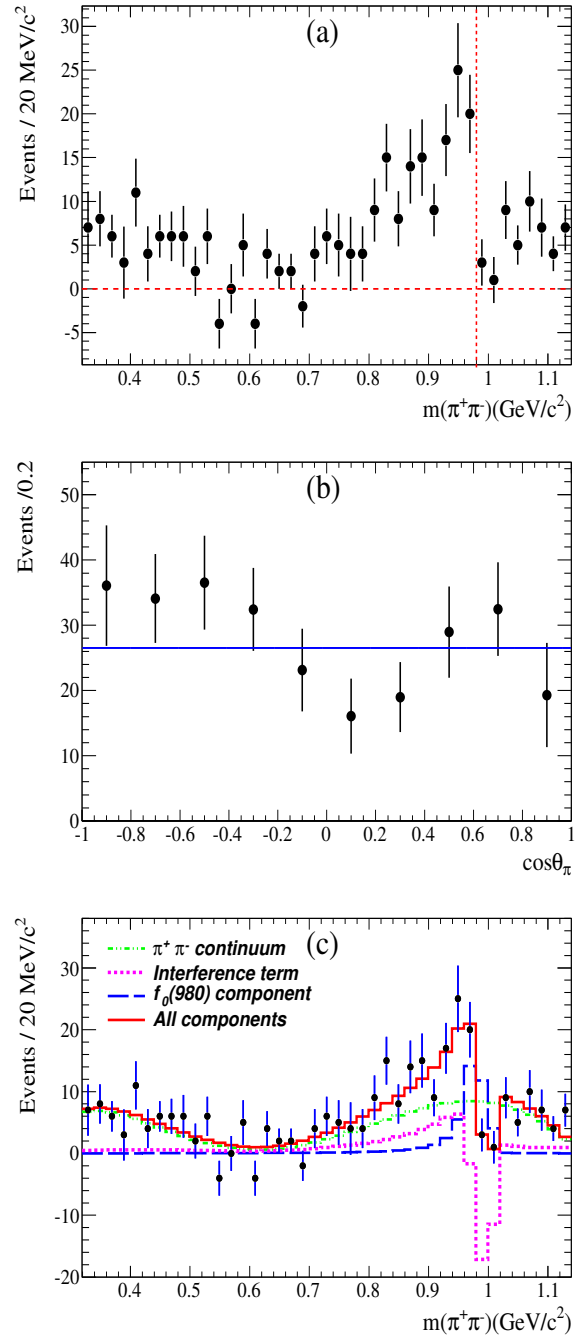 (a)
Events / 20 MeV/c²
30
25
20
15
10
5
0
-5
0.4 0.5 0.6 0.7 0.8 0.9 1 1.1
m(π⁺π⁻)(GeV/c²)
(b)
Events /0.2
50
40
30
20
10
0
-1 -0.8 -0.6 -0.4 -0.2 0 0.2 0.4 0.6 0.8 1
cosθπ
(c)
Events / 20 MeV/c²
π⁺ π⁻ continuum
Interference term
f₀(980) component
All components
30
20
10
0
-10
-20
0.4 0.5 0.6 0.7 0.8 0.9 1 1.1
m(π⁺π⁻)(GeV/c²)